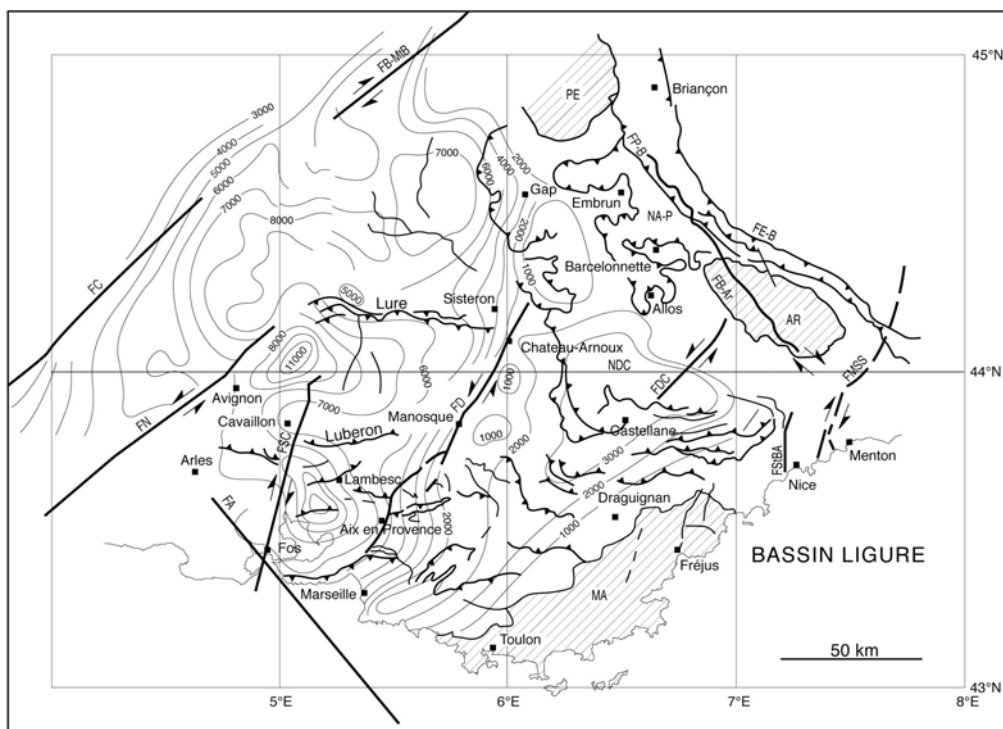 45°N
FB-MtB
3000
4000
5000
6000
7000
8000
PE
Briançon
7000
6000
4000
2000
Gap
Embrun
FP-B
NA-P
FE-B
2000
1000
Barcelonnette
FB-Ar
Allos
AR
FC
5000
Lure
Sisteron
8000
11000
Chateau-Arnoux
NDC
FDC
FMSS
44°N
6000
1000
Avignon
FN
7000
Cavaillon
Manosque
FD
1000
Castellane
Luberon
FSC
2000
3000
FStBA
Menton
Arles
Lambesc
2000
Nice
FA
Draguignan
Aix en Provence
2000
1000
Fos
BASSIN LIGURE
Fréjus
Marseille
MA
Toulon
50 km
43°N
5°E
6°E
7°E
8°E